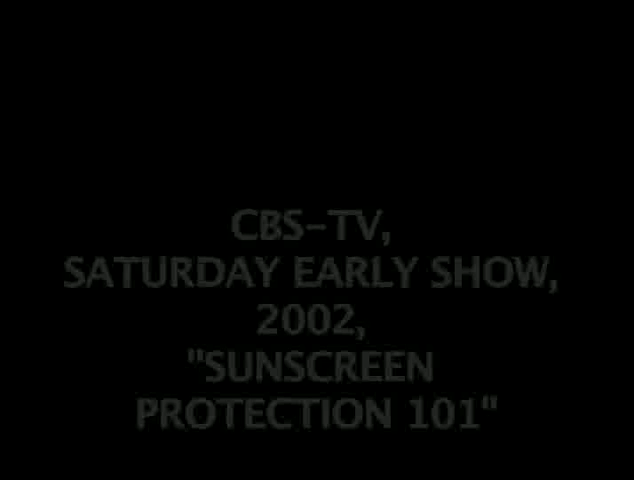 CBS-TV,
SATURDAY EARLY SHOW,
2002,
"SUNSCREEN
PROTECTION 101"